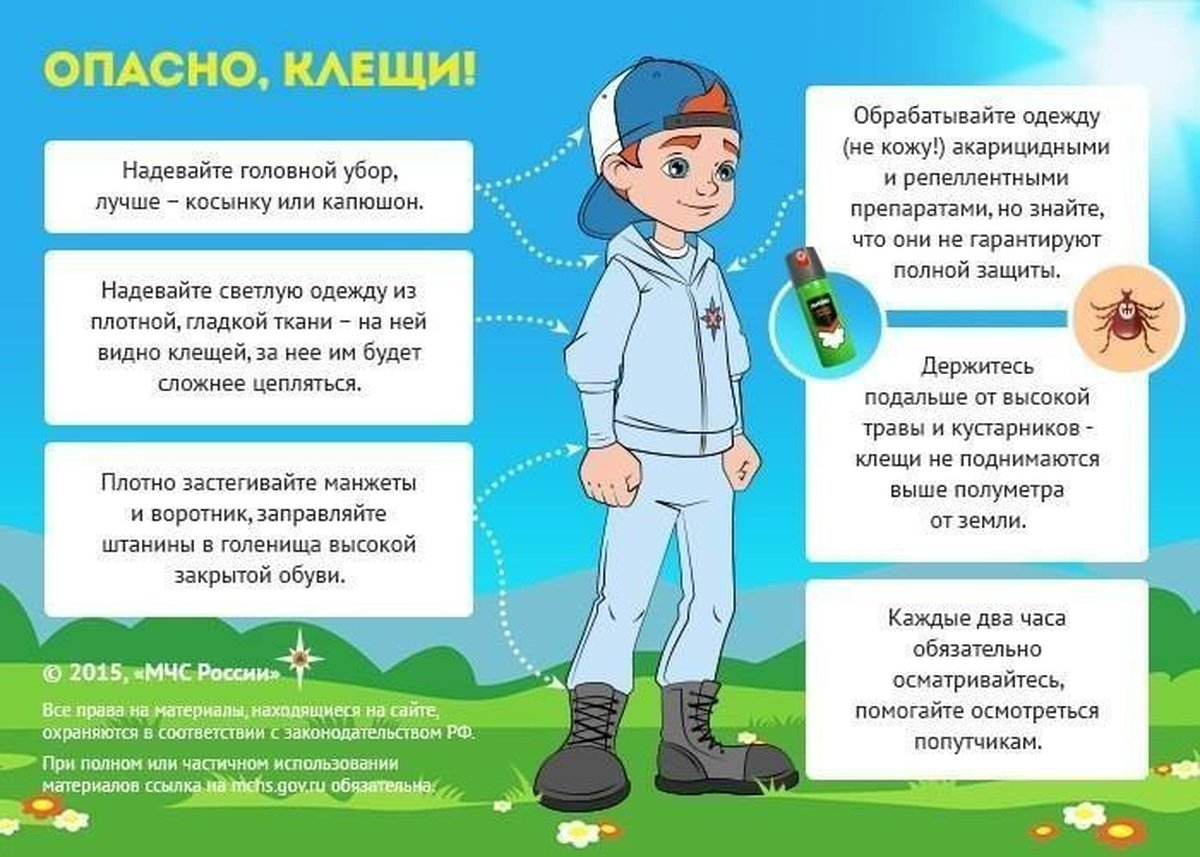 ОПАСНО, КЛЕЩИ!
Надевайте головной убор,
лучше – косынку или капюшон.
Надевайте светлую одежду из
плотной, гладкой ткани – на ней
видно клещей, за нее им будет
сложнее цепляться.
Плотно застегивайте манжеты
и воротник, заправляйте
штанины в голенища высокой
закрытой обуви.
Обрабатывайте одежду
(не кожу!) акарицидными
и репеллентными
препаратами, но знайте,
что они не гарантируют
полной защиты.
Держитесь
подальше от высокой
травы и кустарников -
клещи не поднимаются
выше полуметра
от земли.
Каждые два часа
обязательно
осматривайтесь,
помогайте осмотреться
попутчикам.
© 2015, «МЧС России»
Все права на материалы, находящиеся на сайте,
охраняются в соответствии с законодательством РФ.
При полном или частичном использовании
материалов ссылка на mchs.gov.ru обязательна.